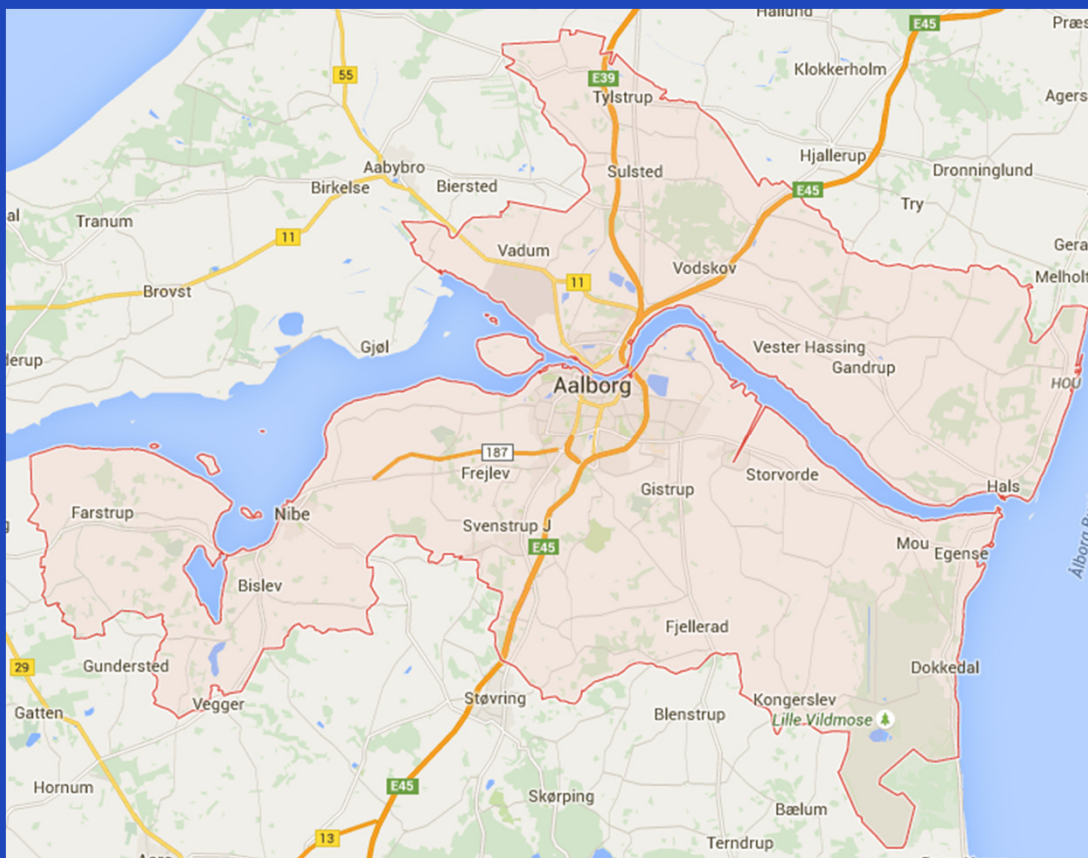 Hallund
E45
Præs
55
Klokkerholm
E39
Tylstrup
Agers
Aabybro
Hjallerup
Sulsted
Dronninglund
Birkelse
Biersted
E45
Try
al
Tranum
11
Vadum
Gera
Vodskov
11
Melholt
Brovst
Gjøl
Vester Hassing
derup
Gandrup
Aalborg
HOU
187
Frejlev
Storvorde
Gistrup
Hals
Farstrup
Nibe
Svenstrup J
E45
Mou
Egense
Ålborg B
Bislev
Fjellerad
Gundersted
29
Dokkedal
Støvring
Kongerslev
Vegger
Gatten
Blenstrup
Lille Vildmose
E45
Hornum
Skørping
Bælum
13
Terndrup